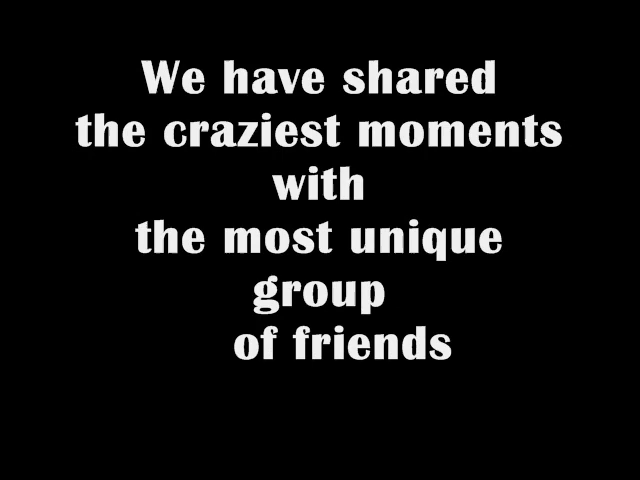 We have shared
the craziest moments
with
the most unique
group
of friends